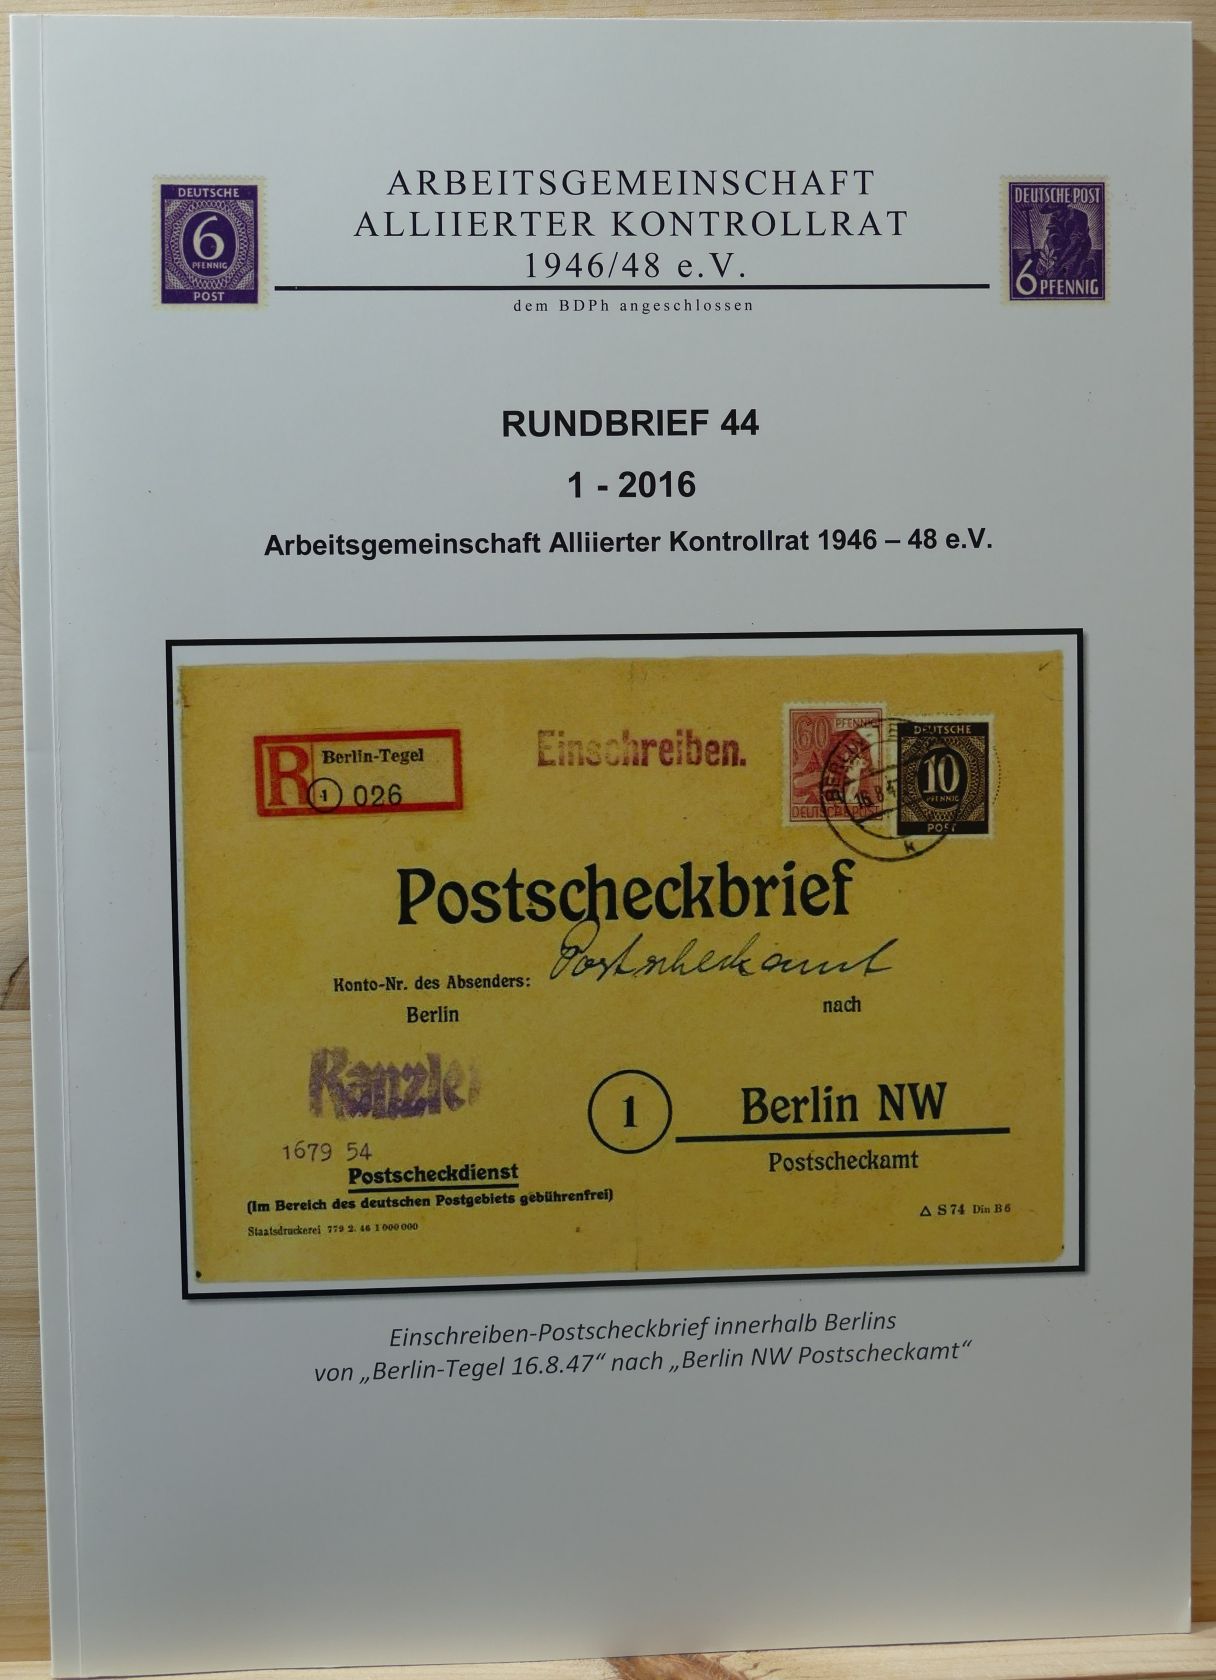 ARBEITSGEMEINSCHAFT
ALLIIERTER KONTROLLRAT
1946/48 e.V.
dem BDPh angeschlossen
DEUTSCHE
6
PFENNIG
POST
DEUTSCHE POST
6 PFENNIG
RUNDBRIEF 44
1 - 2016
Arbeitsgemeinschaft Alliierter Kontrollrat 1946 – 48 e.V.
R Berlin-Tegel
1 026
Einschreiben.
60 PFENNIG
DEUTSCHE POST
DEUTSCHE
10
PFENNIG
POST
16.8.4
k
Postscheckbrief
Konto-Nr. des Absenders: Postscheckamt
Berlin
nach
Kanzlei
1 Berlin NW
Postscheckamt
1679 54
Postscheckdienst
(Im Bereich des deutschen Postgebiets gebührenfrei)
Staatsdruckerei 779 2. 46 1 000 000
△ S 74 Din B 6
Einschreiben-Postscheckbrief innerhalb Berlins
von „Berlin-Tegel 16.8.47“ nach „Berlin NW Postscheckamt“